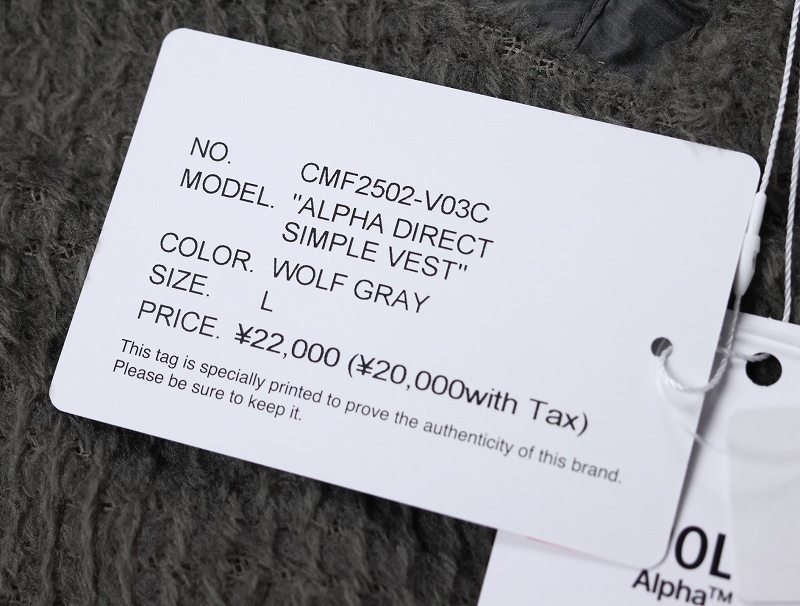 NO. CMF2502-V03C
MODEL. "ALPHA DIRECT
SIMPLE VEST"
COLOR. WOLF GRAY
SIZE. L
PRICE. ¥22,000 (¥20,000with Tax)
This tag is specially printed to prove the authenticity of this brand.
Please be sure to keep it.
Alpha™